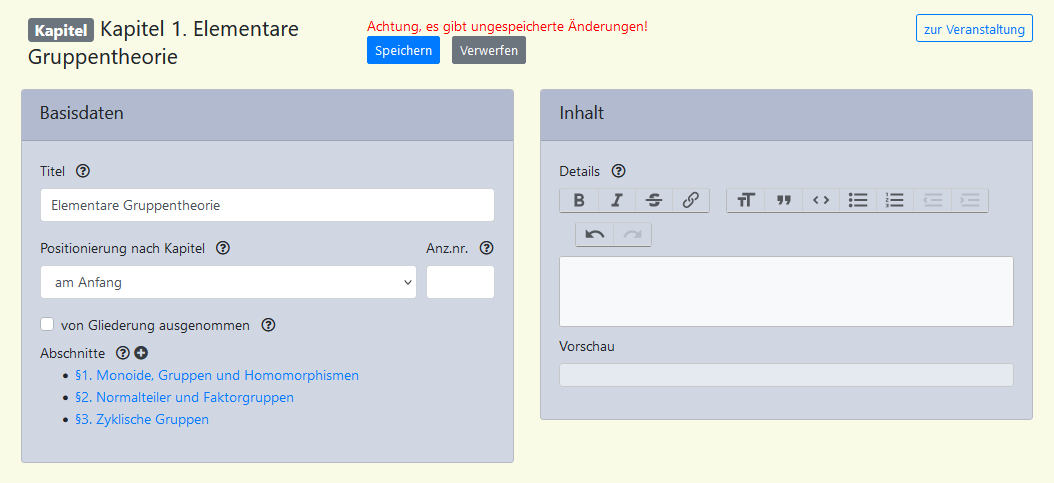 Kapitel Kapitel 1. Elementare
Gruppentheorie
Achtung, es gibt ungespeicherte Änderungen!
Speichern Verwerfen
zur Veranstaltung
Basisdaten
Titel
Elementare Gruppentheorie
Positionierung nach Kapitel Anz.nr.
am Anfang
von Gliederung ausgenommen
Abschnitte
§1. Monoide, Gruppen und Homomorphismen
§2. Normalteiler und Faktorgruppen
§3. Zyklische Gruppen
Inhalt
Details
Vorschau